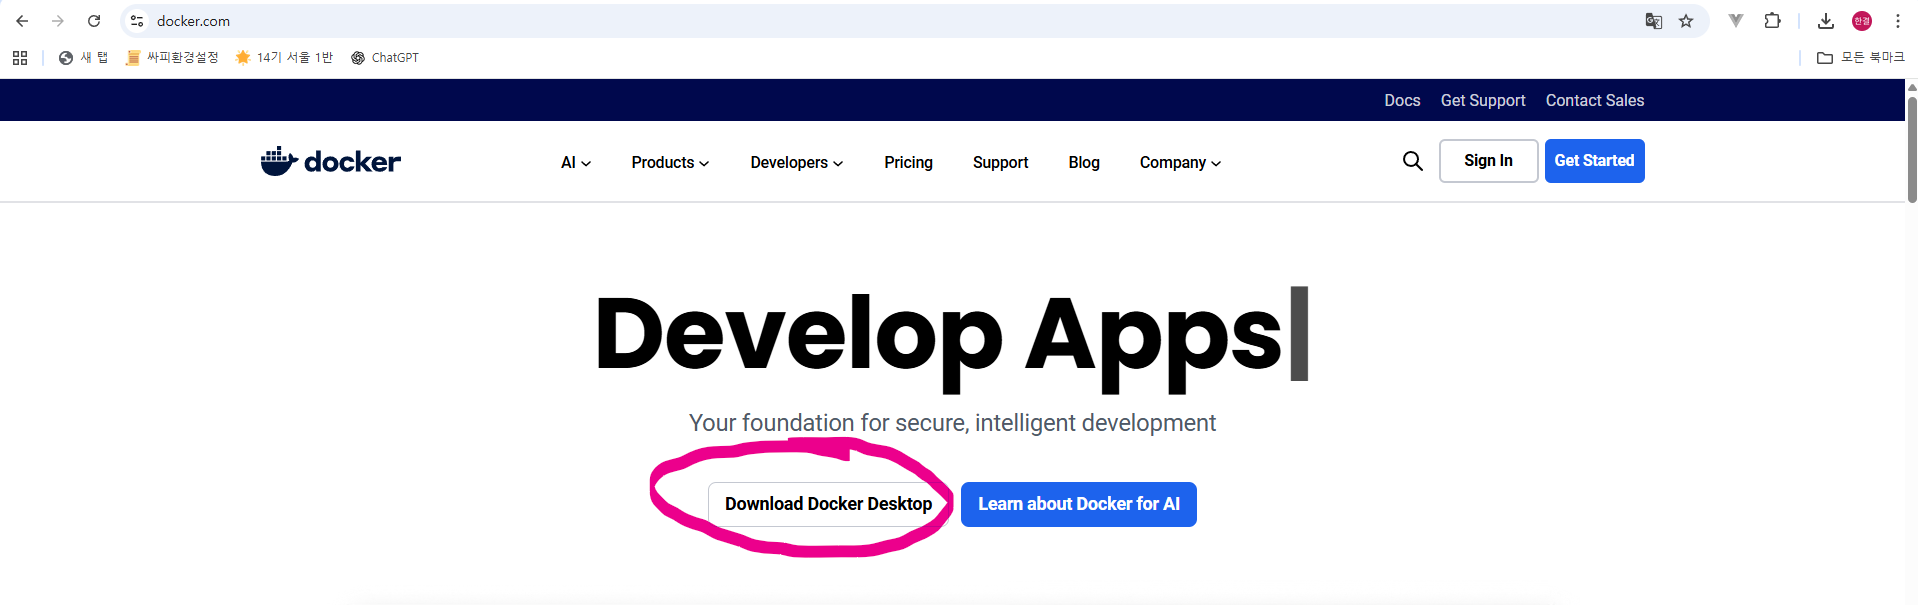 docker.com
한결
새 탭
싸피환경설정
14기 서울 1반
ChatGPT
모든 북마크
Docs
Get Support
Contact Sales
docker
AI
Products
Developers
Pricing
Support
Blog
Company
Sign In
Get Started
Develop Apps
Your foundation for secure, intelligent development
Download Docker Desktop
Learn about Docker for AI